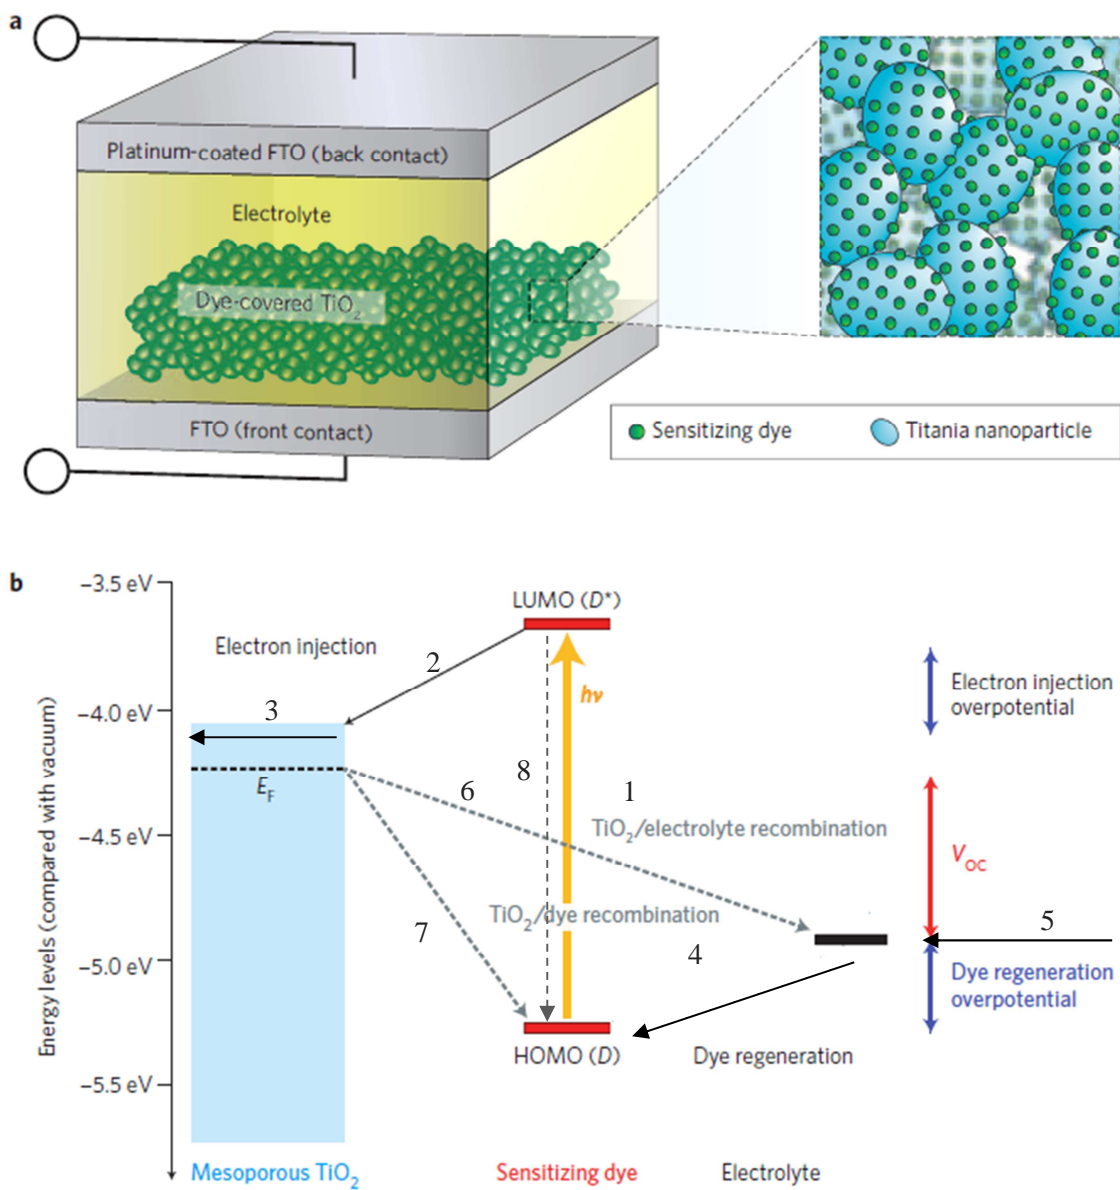 a
Platinum-coated FTO (back contact)
Electrolyte
Dye-covered TiO₂
FTO (front contact)
Sensitizing dye
Titania nanoparticle
b
Energy levels (compared with vacuum)
–3.5 eV
–4.0 eV
–4.5 eV
–5.0 eV
–5.5 eV
LUMO (D*)
Electron injection
2
3
hν
E_F
8
6
1
TiO₂/electrolyte recombination
TiO₂/dye recombination
7
4
HOMO (D)
Dye regeneration
Electron injection
overpotential
V_OC
5
Dye regeneration
overpotential
Mesoporous TiO₂
Sensitizing dye
Electrolyte